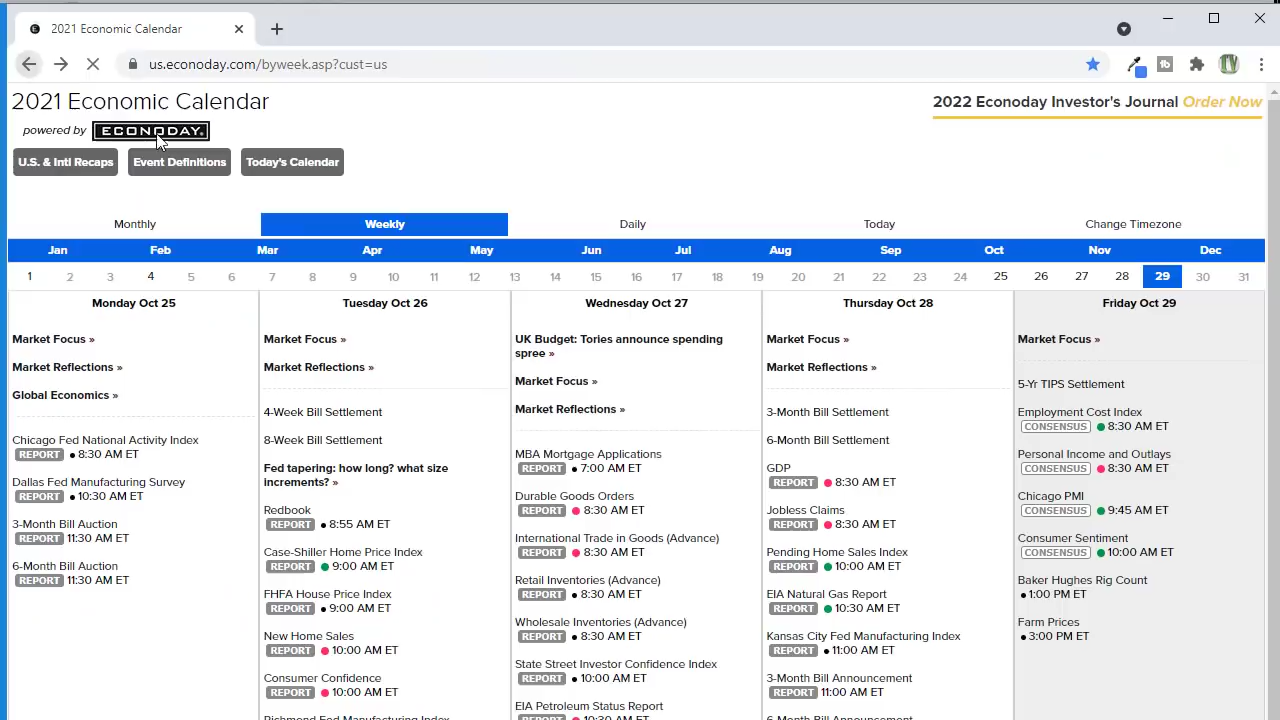 2021 Economic Calendar
us.econoday.com/byweek.asp?cust=us
2021 Economic Calendar
2022 Econoday Investor's Journal Order Now
powered by ECONODAY
U.S. & Intl Recaps Event Definitions Today's Calendar
Monthly Weekly Daily Today Change Timezone
Jan Feb Mar Apr May Jun Jul Aug Sep Oct Nov Dec
1 2 3 4 5 6 7 8 9 10 11 12 13 14 15 16 17 18 19 20 21 22 23 24 25 26 27 28 29 30 31
Monday Oct 25
Market Focus »
Market Reflections »
Global Economics »
Chicago Fed National Activity Index
REPORT 8:30 AM ET
Dallas Fed Manufacturing Survey
REPORT 10:30 AM ET
3-Month Bill Auction
REPORT 11:30 AM ET
6-Month Bill Auction
REPORT 11:30 AM ET
Tuesday Oct 26
Market Focus »
Market Reflections »
4-Week Bill Settlement
8-Week Bill Settlement
Fed tapering: how long? what size
increments? »
Redbook
REPORT 8:55 AM ET
Case-Shiller Home Price Index
REPORT 9:00 AM ET
FHFA House Price Index
REPORT 9:00 AM ET
New Home Sales
REPORT 10:00 AM ET
Consumer Confidence
REPORT 10:00 AM ET
Richmond Fed Manufacturing Index
Wednesday Oct 27
UK Budget: Tories announce spending
spree »
Market Focus »
Market Reflections »
MBA Mortgage Applications
REPORT 7:00 AM ET
Durable Goods Orders
REPORT 8:30 AM ET
International Trade in Goods (Advance)
REPORT 8:30 AM ET
Retail Inventories (Advance)
REPORT 8:30 AM ET
Wholesale Inventories (Advance)
REPORT 8:30 AM ET
State Street Investor Confidence Index
REPORT 10:00 AM ET
EIA Petroleum Status Report
REPORT 10:30 AM ET
Thursday Oct 28
Market Focus »
Market Reflections »
3-Month Bill Settlement
6-Month Bill Settlement
GDP
REPORT 8:30 AM ET
Jobless Claims
REPORT 8:30 AM ET
Pending Home Sales Index
REPORT 10:00 AM ET
EIA Natural Gas Report
REPORT 10:30 AM ET
Kansas City Fed Manufacturing Index
REPORT 11:00 AM ET
3-Month Bill Announcement
REPORT 11:00 AM ET
6-Month Bill Announcement
Friday Oct 29
Market Focus »
5-Yr TIPS Settlement
Employment Cost Index
CONSENSUS 8:30 AM ET
Personal Income and Outlays
CONSENSUS 8:30 AM ET
Chicago PMI
CONSENSUS 9:45 AM ET
Consumer Sentiment
CONSENSUS 10:00 AM ET
Baker Hughes Rig Count
1:00 PM ET
Farm Prices
3:00 PM ET